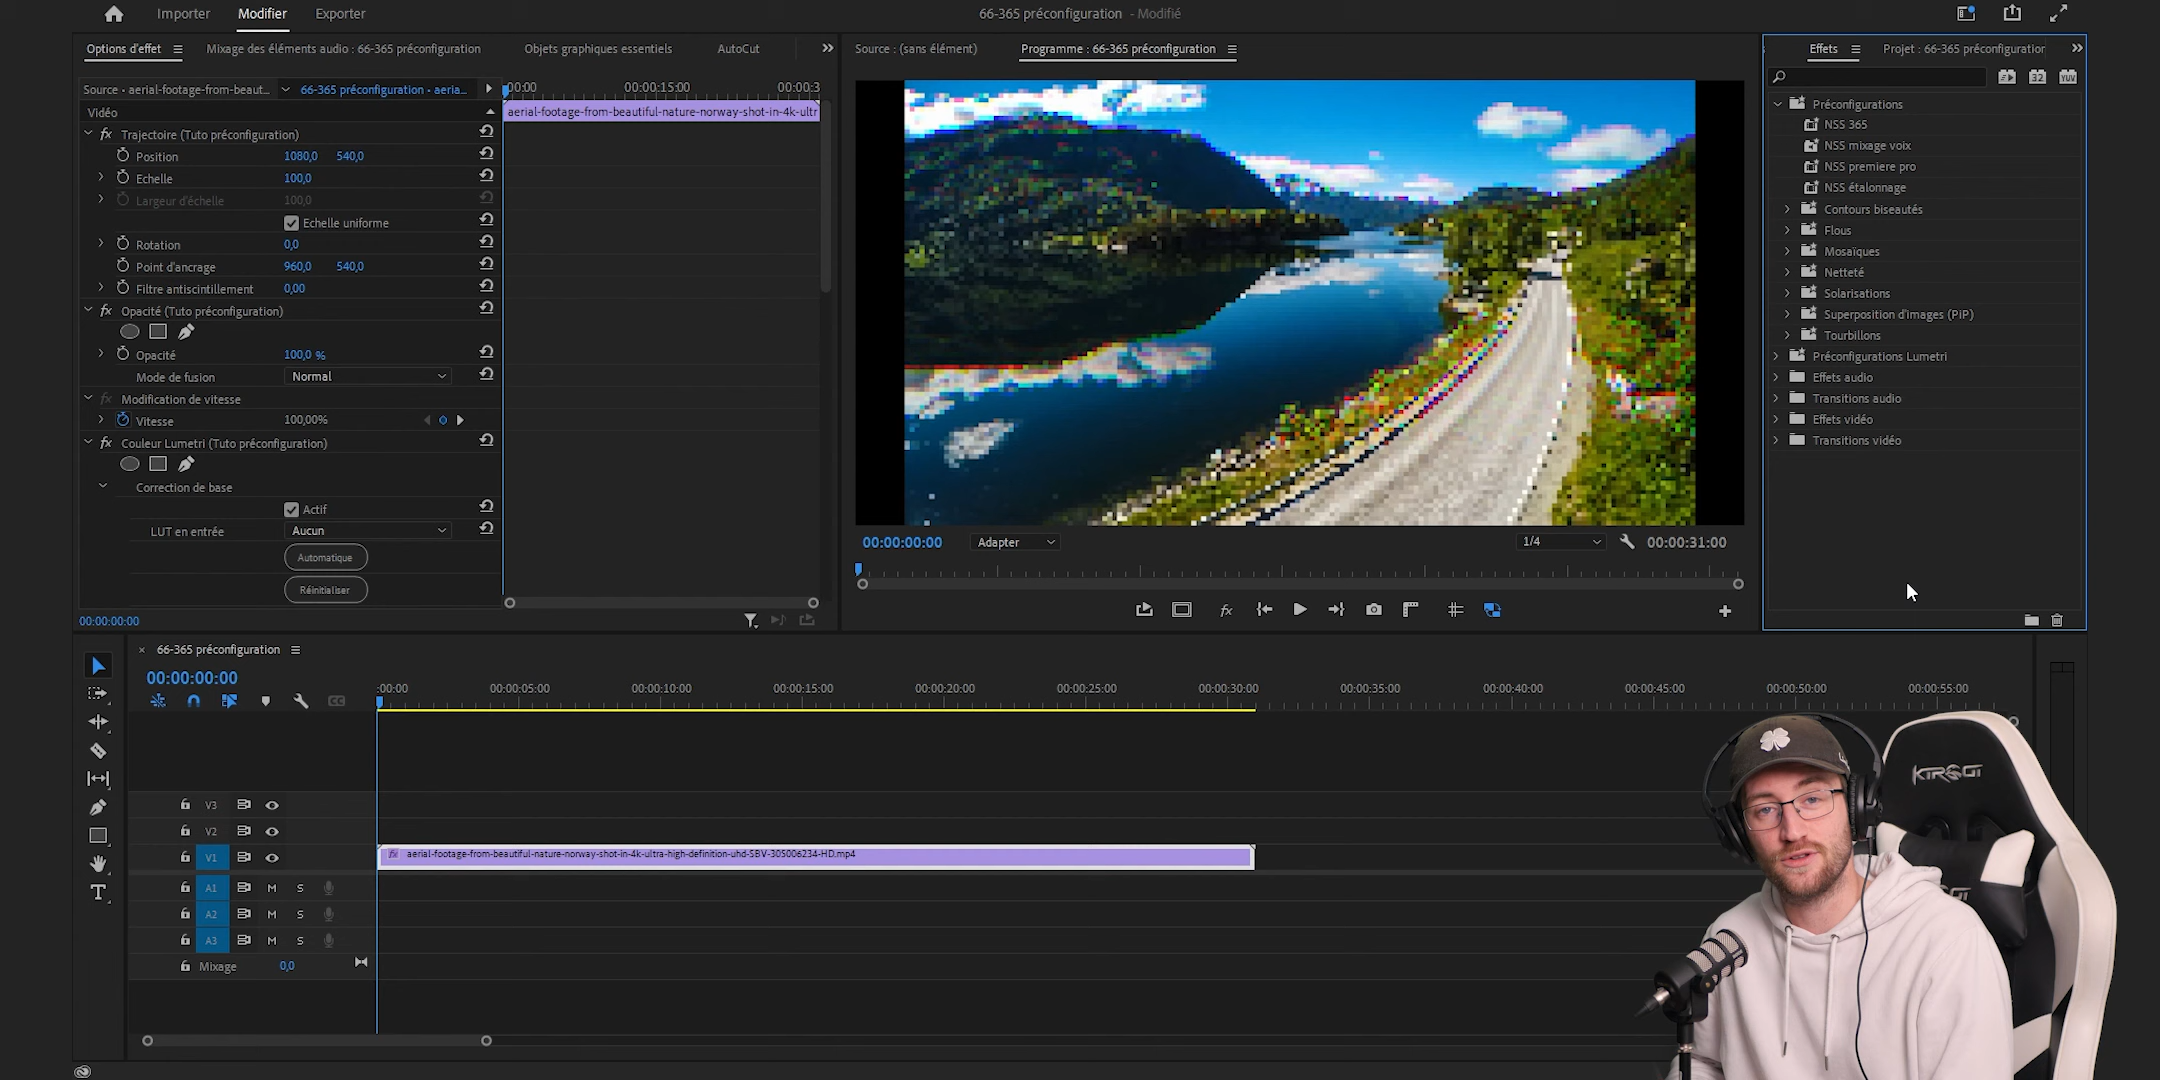 Importer
Modifier
Exporter
66-365 préconfiguration - Modifié
Options d'effet
Mixage des éléments audio : 66-365 préconfiguration
Objets graphiques essentiels
AutoCut
Source : (sans élément)
Programme : 66-365 préconfiguration
Effets
Projet : 66-365 préconfiguration
Source • aerial-footage-from-beaut...
66-365 préconfiguration • aeria...
:00:00
00:00:15:00
00:00:3
Vidéo
aerial-footage-from-beautiful-nature-norway-shot-in-4k-ultr
fx Trajectoire (Tuto préconfiguration)
Position 1080,0 540,0
Echelle 100,0
Largeur d'échelle 100,0
Echelle uniforme
Rotation 0,0
Point d'ancrage 960,0 540,0
Filtre antiscintillement 0,00
fx Opacité (Tuto préconfiguration)
Opacité 100,0 %
Mode de fusion Normal
fx Modification de vitesse
Vitesse 100,00%
fx Couleur Lumetri (Tuto préconfiguration)
Correction de base
Actif
LUT en entrée Aucun
Automatique
Réinitialiser
00:00:00:00
00:00:00:00
Adapter
1/4
00:00:31:00
fx
32
YUV
Préconfigurations
NSS 365
NSS mixage voix
NSS premiere pro
NSS étalonnage
Contours biseautés
Flous
Mosaïques
Netteté
Solarisations
Superposition d'images (PiP)
Tourbillons
Préconfigurations Lumetri
Effets audio
Transitions audio
Effets vidéo
Transitions vidéo
66-365 préconfiguration
00:00:00:00
CC
:00:00
00:00:05:00
00:00:10:00
00:00:15:00
00:00:20:00
00:00:25:00
00:00:30:00
00:00:35:00
00:00:40:00
00:00:45:00
00:00:50:00
00:00:55:00
V3
V2
V1
fx aerial-footage-from-beautiful-nature-norway-shot-in-4k-ultra-high-definition-uhd-SBV-305006234-HD.mp4
A1 M S
A2 M S
A3 M S
Mixage 0,0
T